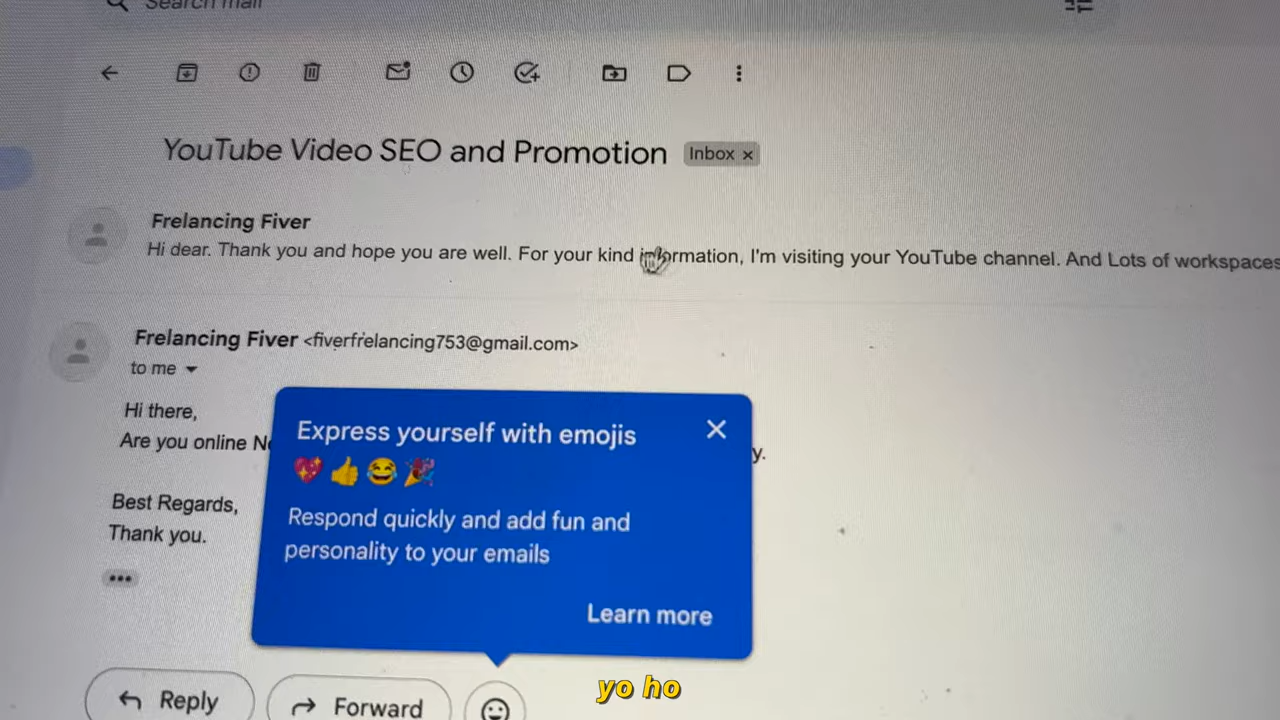 Search mail
YouTube Video SEO and Promotion Inbox ×
Frelancing Fiver
Hi dear. Thank you and hope you are well. For your kind information, I'm visiting your YouTube channel. And Lots of workspaces
Frelancing Fiver <fiverfrelancing753@gmail.com>
to me
Hi there,
Are you online
y.
Best Regards,
Thank you.
Express yourself with emojis
💖👍😂🎉
Respond quickly and add fun and
personality to your emails
Learn more
Reply Forward
yo ho